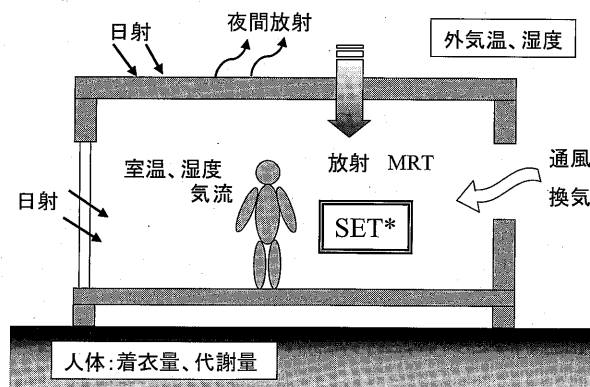 日射
夜間放射
外気温、湿度
室温、湿度
気流
放射 MRT
通風
換気
日射
SET*
人体:着衣量、代謝量